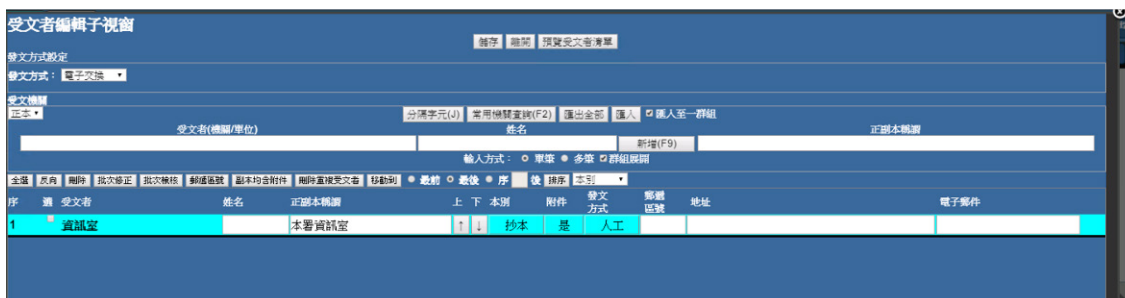 受文者編輯子視窗
儲存 離開 預覽受文者清單
發文方式設定
發文方式： 電子交換
受文機關
正本 分隔字元(J) 常用機關查詢(F2) 匯出全部 匯入 匯入至一群組
受文者(機關/單位) 姓名 正副本稱謂
新增(F9)
輸入方式： 單筆 多筆 群組展開
全選 反向 刪除 批次修正 批次檢核 郵遞區號 副本均含附件 刪除重複受文者 移動到 最前 最後 序 後 排序 本別
序 選 受文者 姓名 正副本稱謂 上 下 本別 附件 發文方式 郵遞區號 地址 電子郵件
1 資訊室 本署資訊室 ↑ ↓ 抄本 是 人工